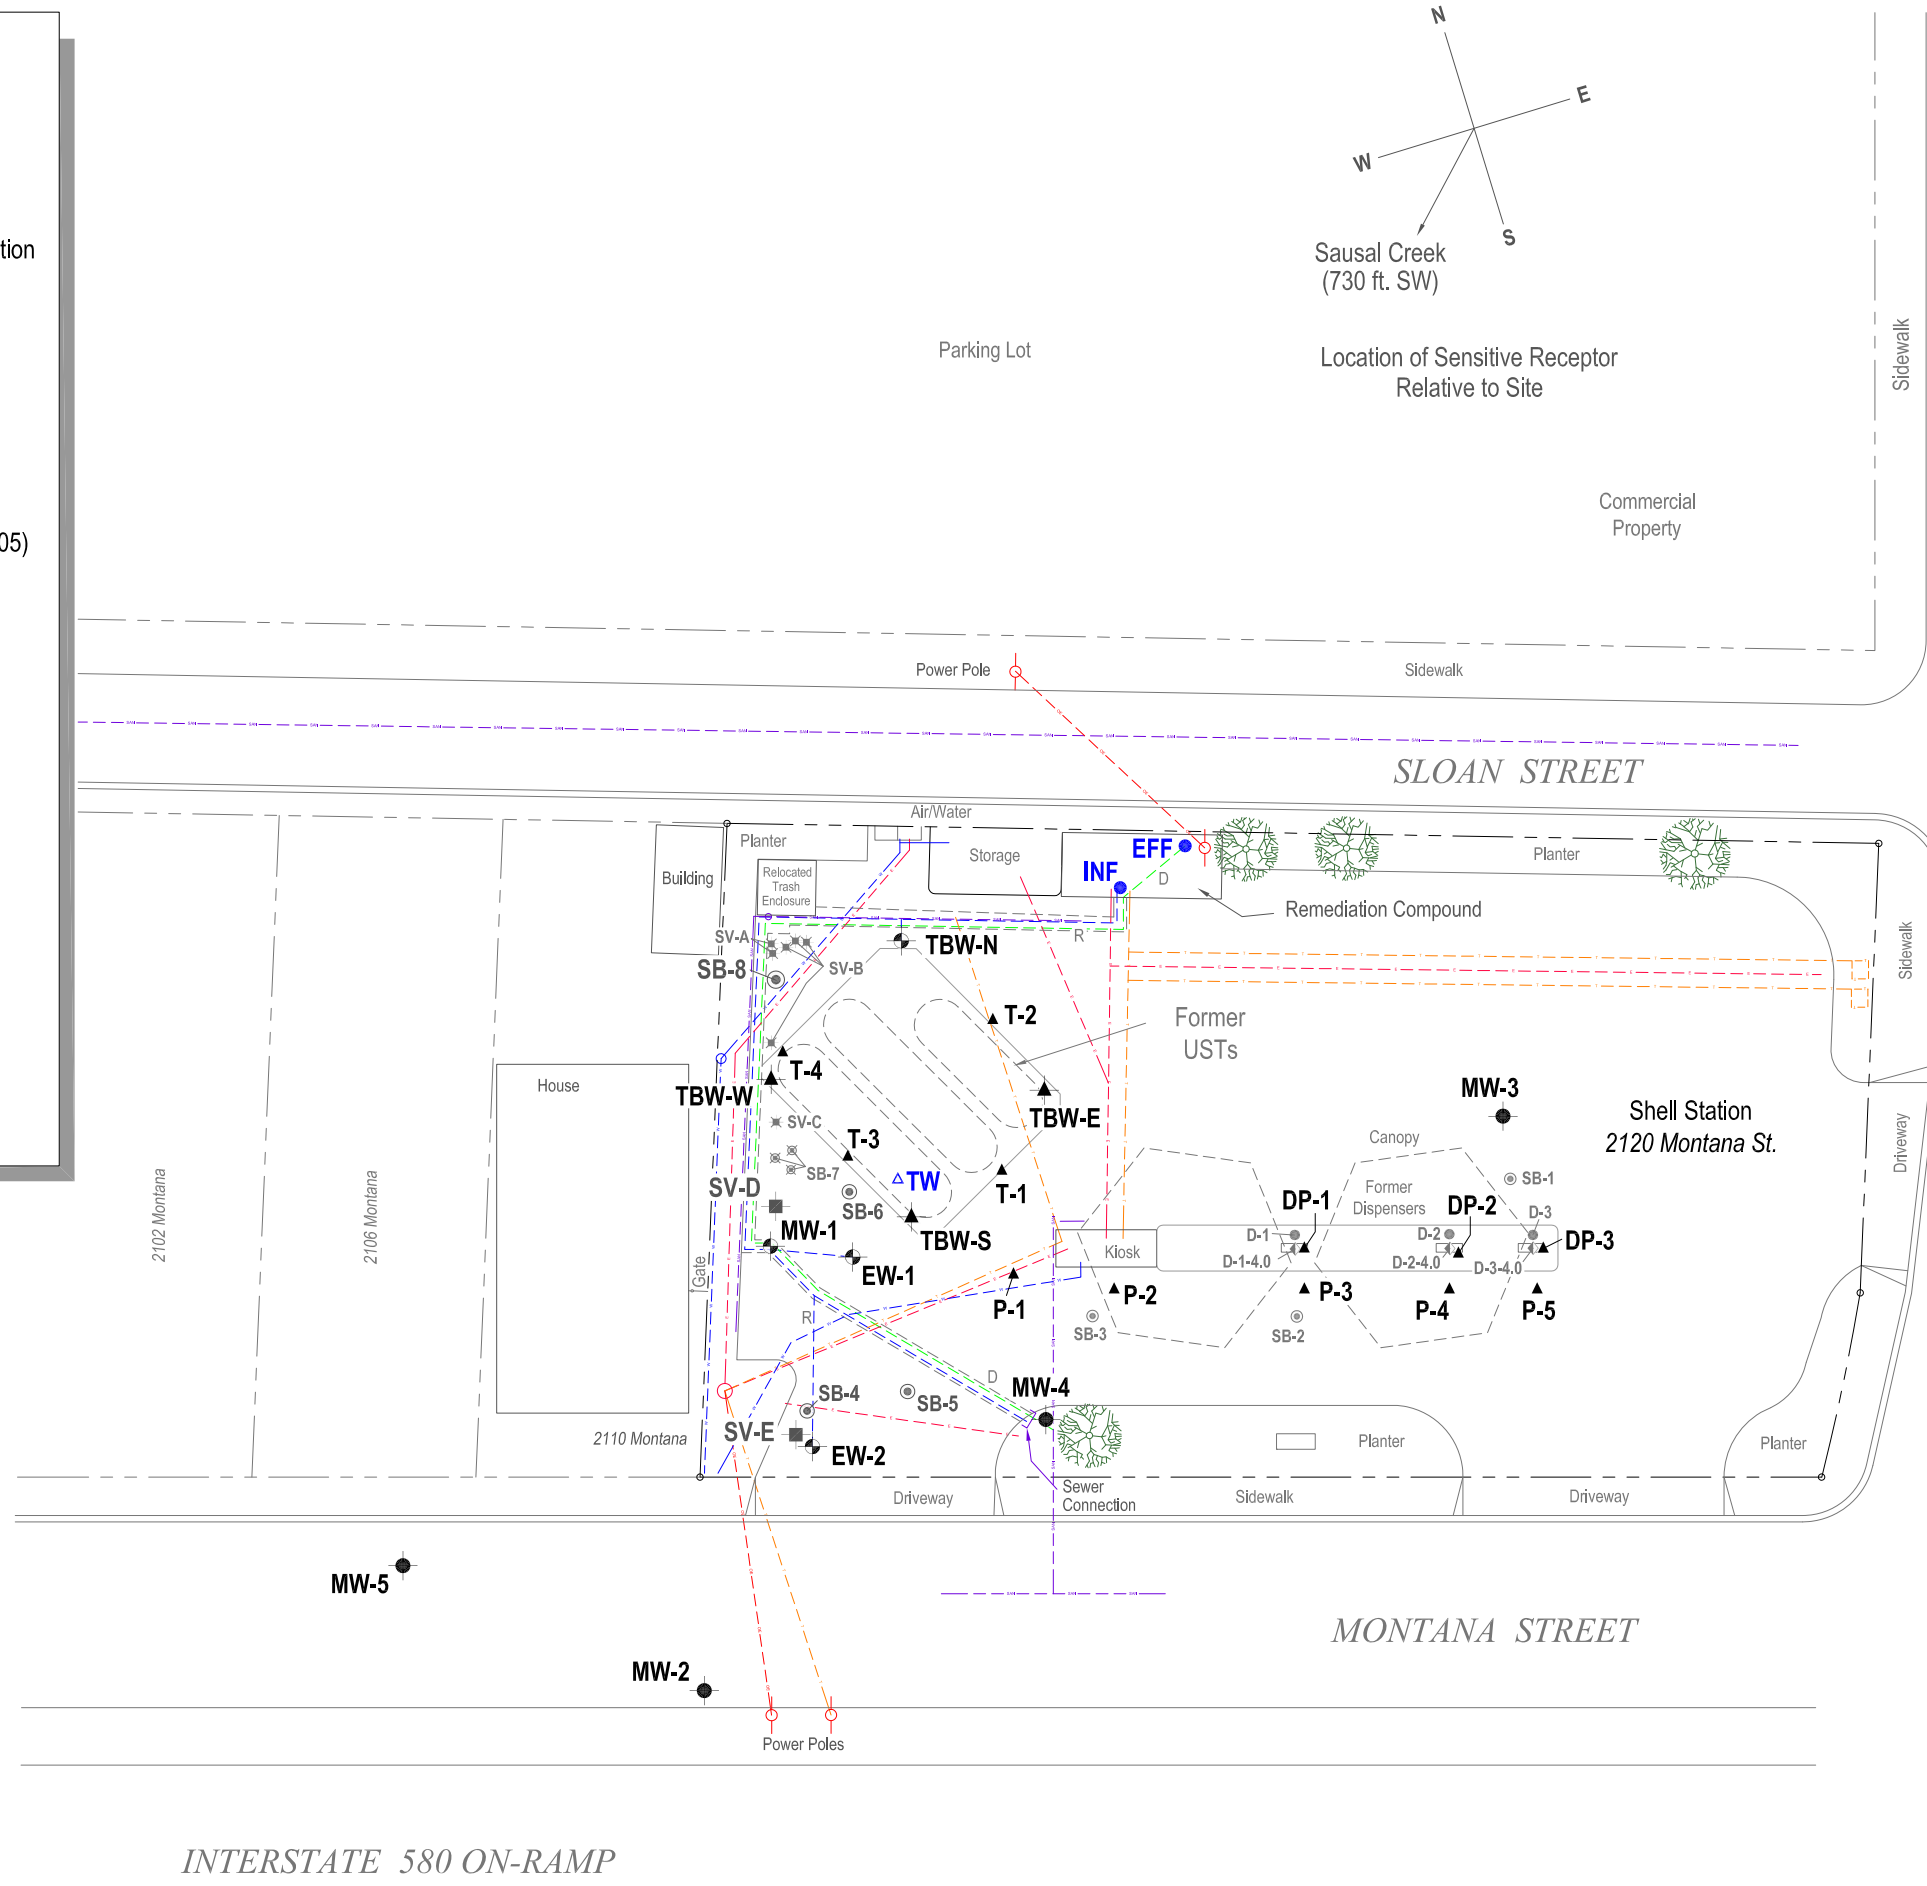 N
E
W
S
tion
Sausal Creek
(730 ft. SW)
Sidewalk
Parking Lot
Location of Sensitive Receptor
Relative to Site
Commercial
Property
05)
Power Pole
Sidewalk
SLOAN STREET
Air/Water
Planter
Storage
EFF
INF
D
Planter
Building
Relocated
Trash
Enclosure
Remediation Compound
Sidewalk
SV-A
TBW-N
R
SV-B
SB-8
T-2
Former
USTs
T-4
House
TBW-W
TBW-E
MW-3
Shell Station
2120 Montana St.
SV-C
Canopy
Driveway
T-3
SB-7
TW
SV-D
T-1
SB-1
Former
Dispensers
DP-1
DP-2
D-3
SB-6
2102 Montana
2106 Montana
MW-1
TBW-S
D-1
D-2
DP-3
Kiosk
D-1-4.0
D-2-4.0
D-3-4.0
Gate
EW-1
P-1
P-2
P-3
P-4
P-5
R
SB-3
SB-2
D
MW-4
SB-4
SB-5
SV-E
2110 Montana
EW-2
Planter
Planter
Sewer
Connection
Driveway
Sidewalk
Driveway
MW-5
MONTANA STREET
MW-2
Power Poles
INTERSTATE 580 ON-RAMP